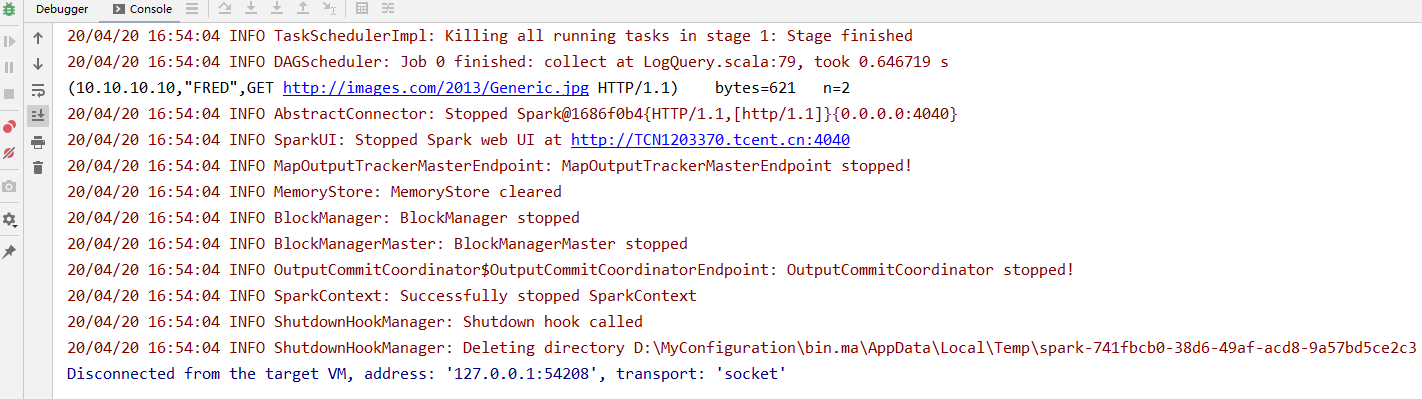 Debugger Console
20/04/20 16:54:04 INFO TaskSchedulerImpl: Killing all running tasks in stage 1: Stage finished
20/04/20 16:54:04 INFO DAGScheduler: Job 0 finished: collect at LogQuery.scala:79, took 0.646719 s
(10.10.10.10,"FRED",GET http://images.com/2013/Generic.jpg HTTP/1.1)    bytes=621   n=2
20/04/20 16:54:04 INFO AbstractConnector: Stopped Spark@1686f0b4{HTTP/1.1,[http/1.1]}{0.0.0.0:4040}
20/04/20 16:54:04 INFO SparkUI: Stopped Spark web UI at http://TCN1203370.tcent.cn:4040
20/04/20 16:54:04 INFO MapOutputTrackerMasterEndpoint: MapOutputTrackerMasterEndpoint stopped!
20/04/20 16:54:04 INFO MemoryStore: MemoryStore cleared
20/04/20 16:54:04 INFO BlockManager: BlockManager stopped
20/04/20 16:54:04 INFO BlockManagerMaster: BlockManagerMaster stopped
20/04/20 16:54:04 INFO OutputCommitCoordinator$OutputCommitCoordinatorEndpoint: OutputCommitCoordinator stopped!
20/04/20 16:54:04 INFO SparkContext: Successfully stopped SparkContext
20/04/20 16:54:04 INFO ShutdownHookManager: Shutdown hook called
20/04/20 16:54:04 INFO ShutdownHookManager: Deleting directory D:\MyConfiguration\bin.ma\AppData\Local\Temp\spark-741fbcb0-38d6-49af-acd8-9a57bd5ce2c3
Disconnected from the target VM, address: '127.0.0.1:54208', transport: 'socket'